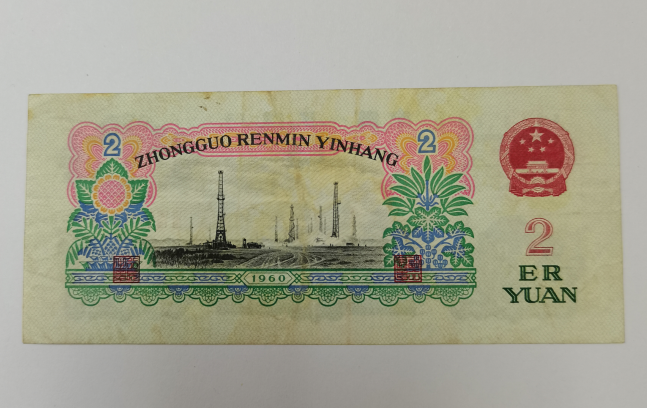 2
2
ZHONGGUO RENMIN YINHANG
1960
2
ER
YUAN